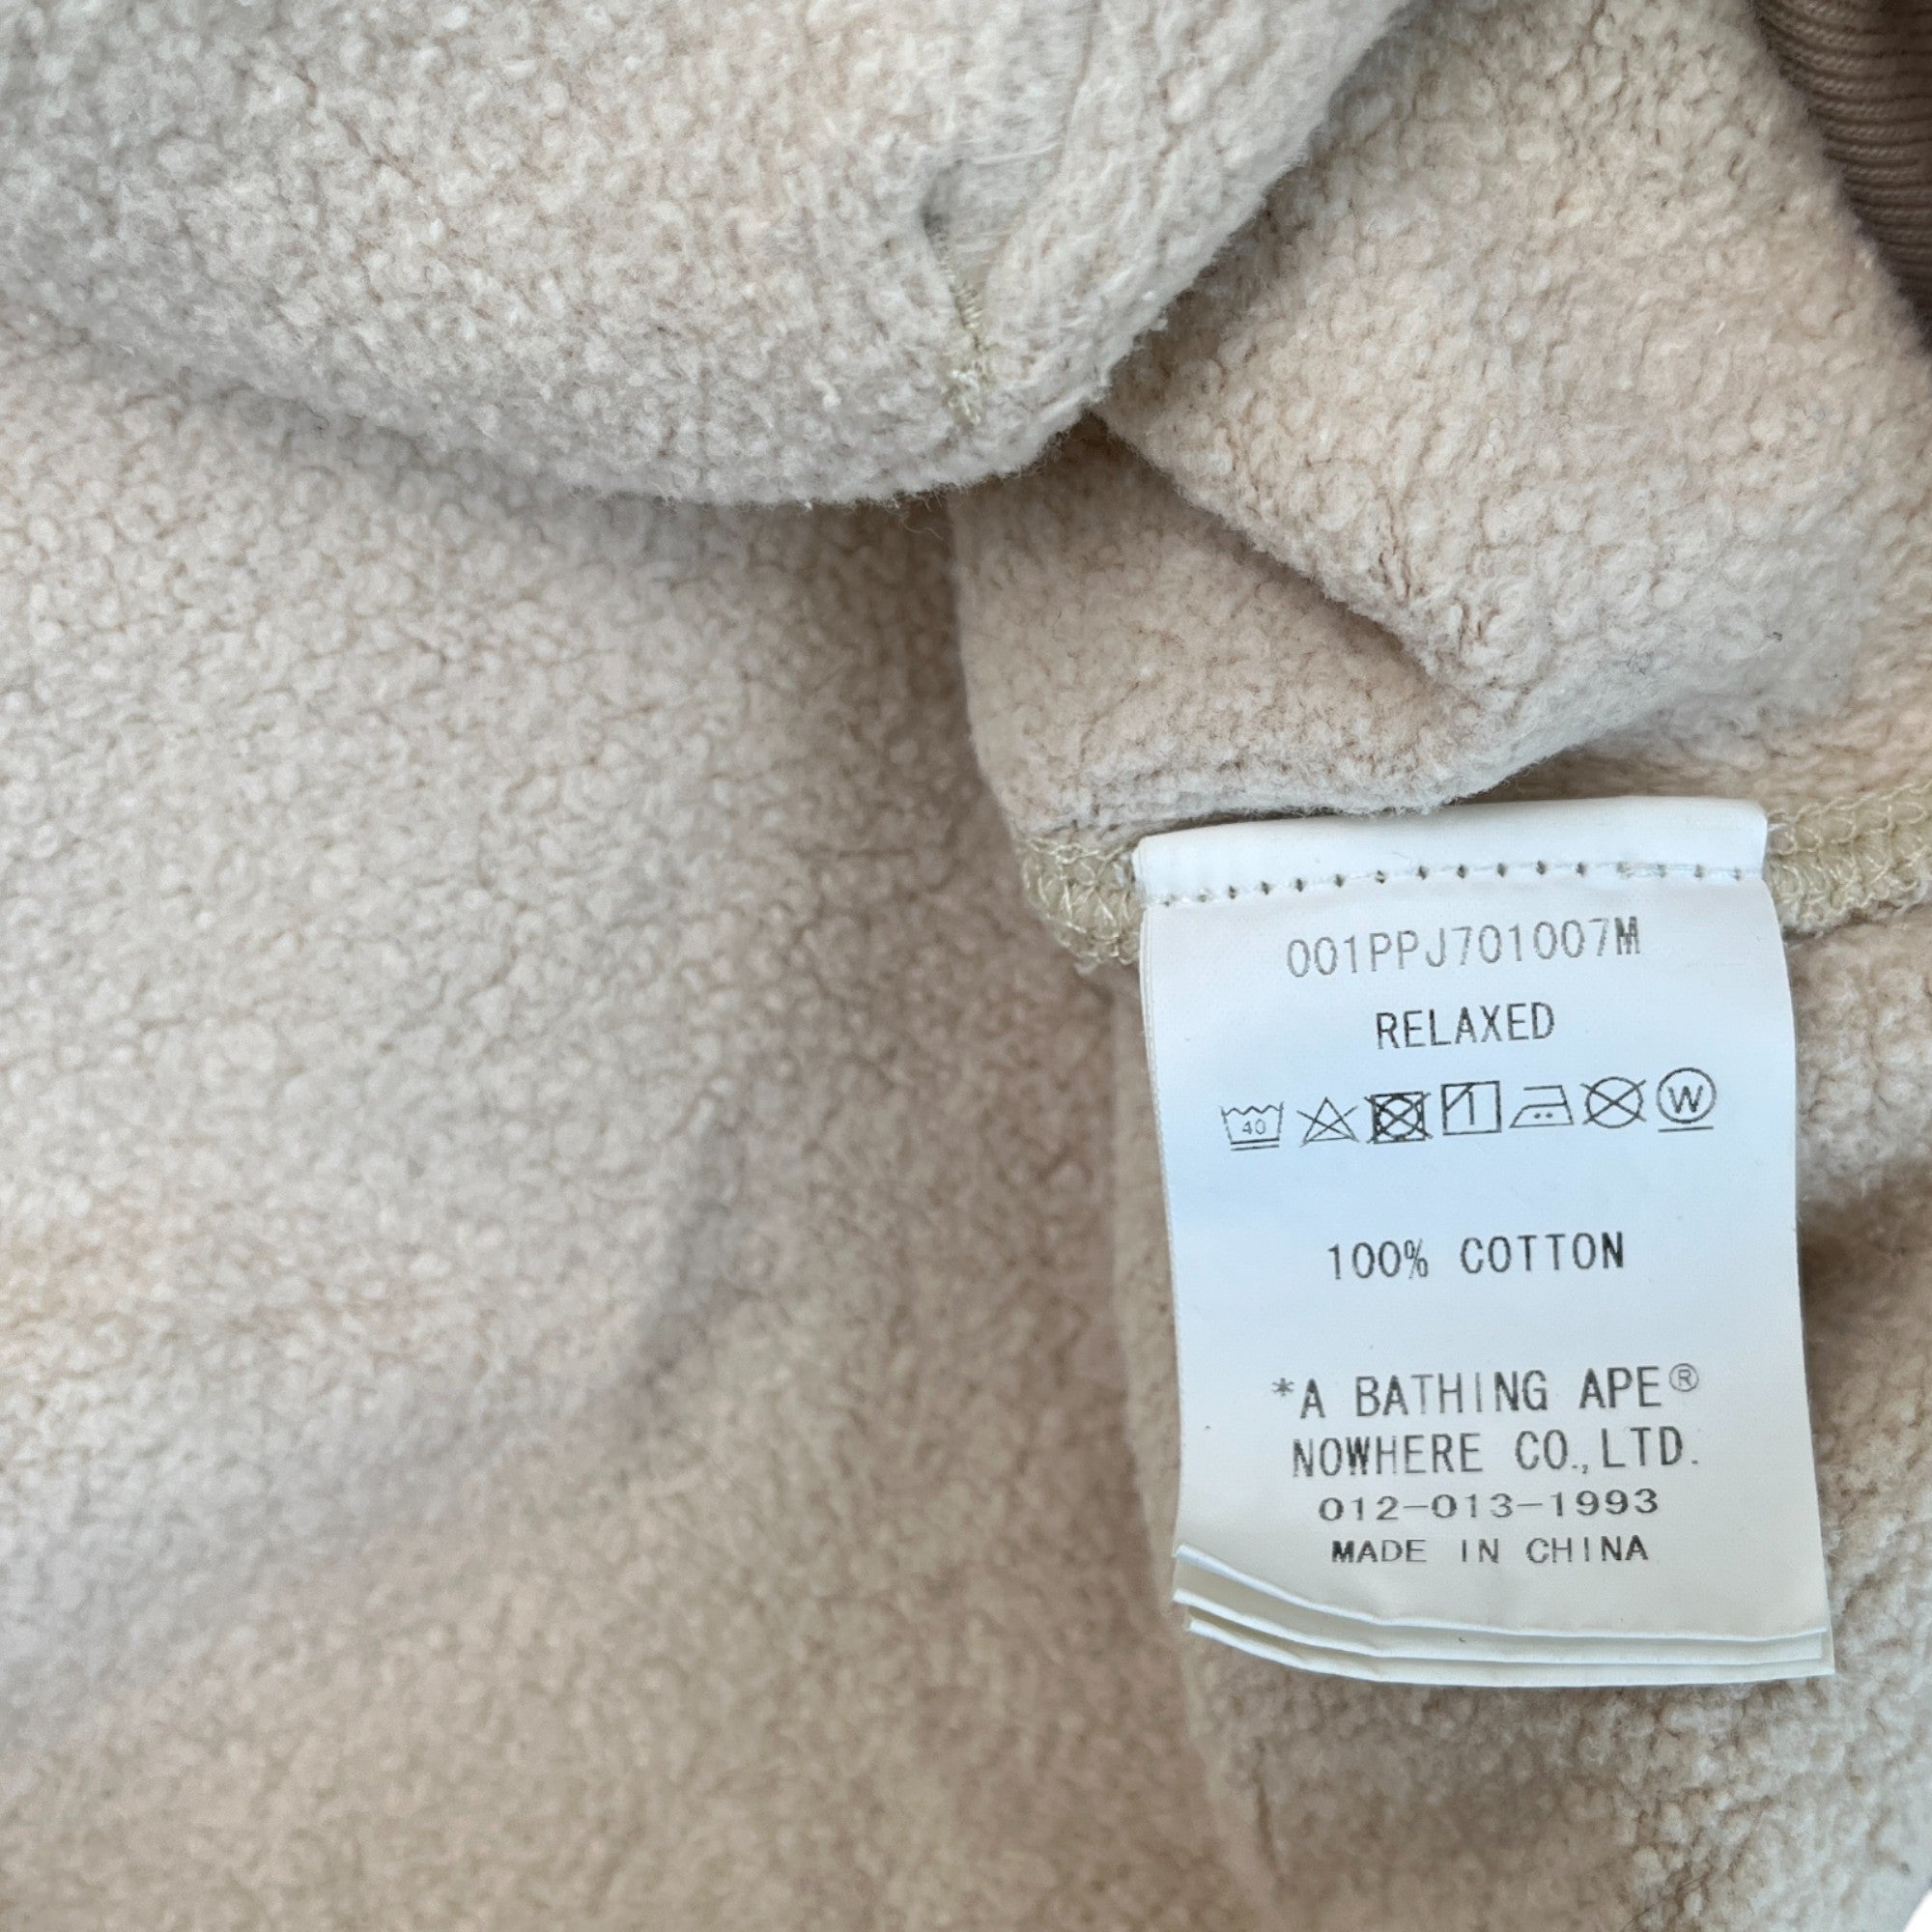 001PPJ701007M
RELAXED
40 W
100% COTTON
*A BATHING APE®
NOWHERE CO.,LTD.
012-013-1993
MADE IN CHINA